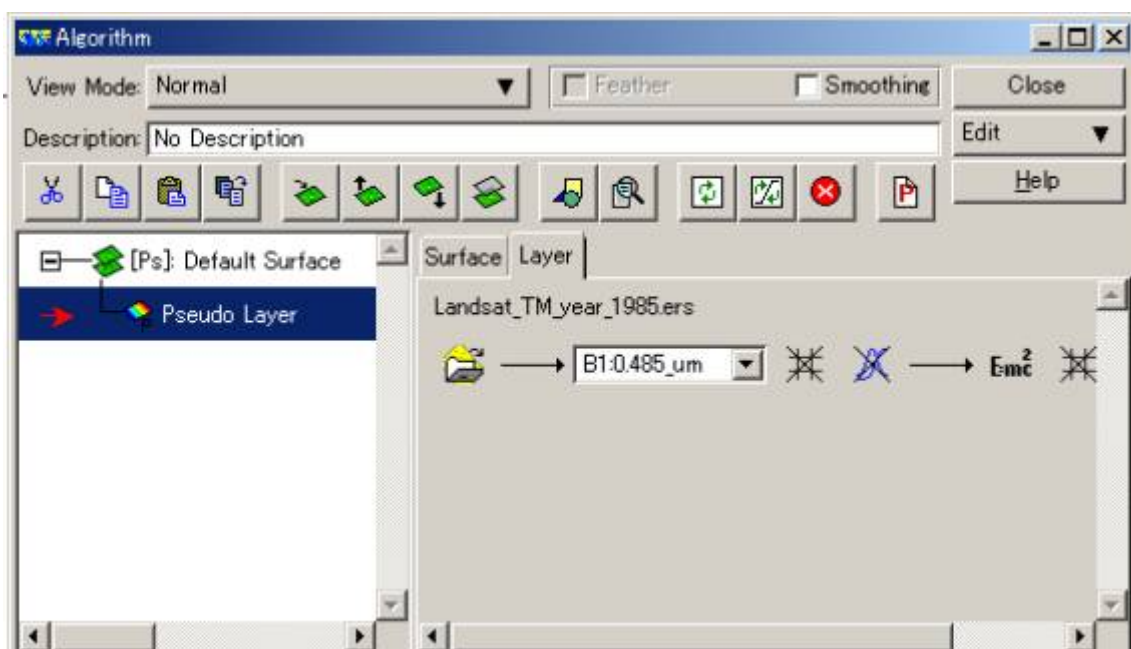 Algorithm
View Mode: Normal Feather Smoothing Close
Description: No Description Edit
Help
[Ps]: Default Surface Surface Layer
Pseudo Layer Landsat_TM_year_1985.ers
B1:0.485_um E=mc²